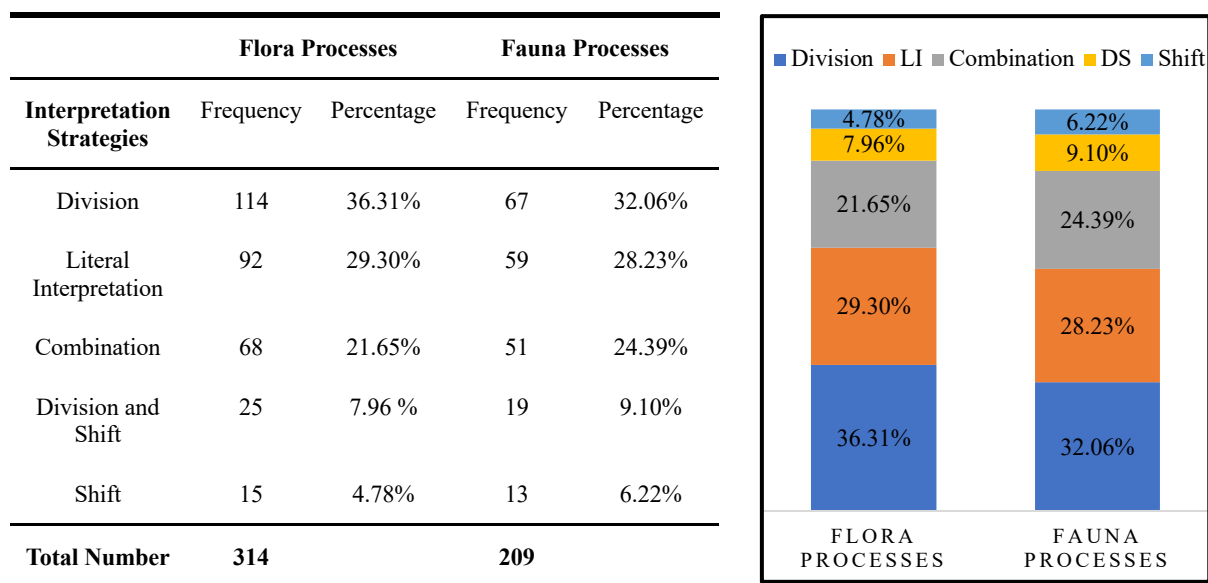 Flora Processes Fauna Processes
Interpretation Strategies Frequency Percentage Frequency Percentage
Division 114 36.31% 67 32.06%
Literal Interpretation 92 29.30% 59 28.23%
Combination 68 21.65% 51 24.39%
Division and Shift 25 7.96 % 19 9.10%
Shift 15 4.78% 13 6.22%
Total Number 314 209
Division LI Combination DS Shift
4.78% 6.22%
7.96% 9.10%
21.65% 24.39%
29.30% 28.23%
36.31% 32.06%
FLORA PROCESSES FAUNA PROCESSES